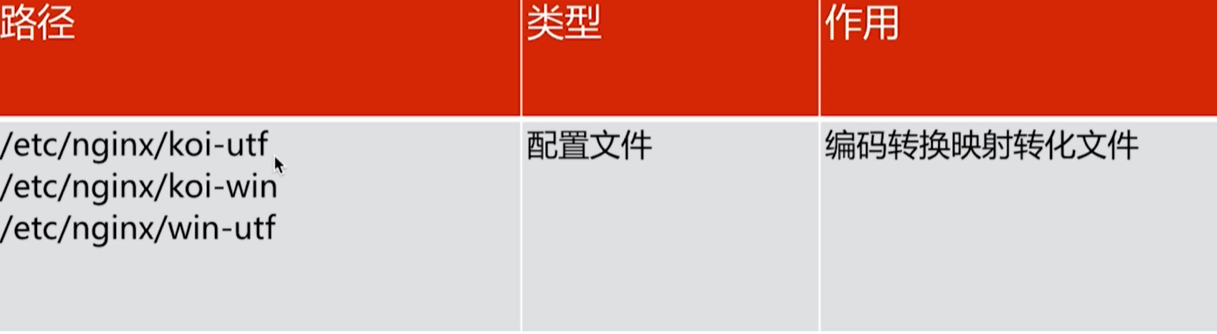 路径 类型 作用
/etc/nginx/koi-utf 配置文件 编码转换映射转化文件
/etc/nginx/koi-win
/etc/nginx/win-utf